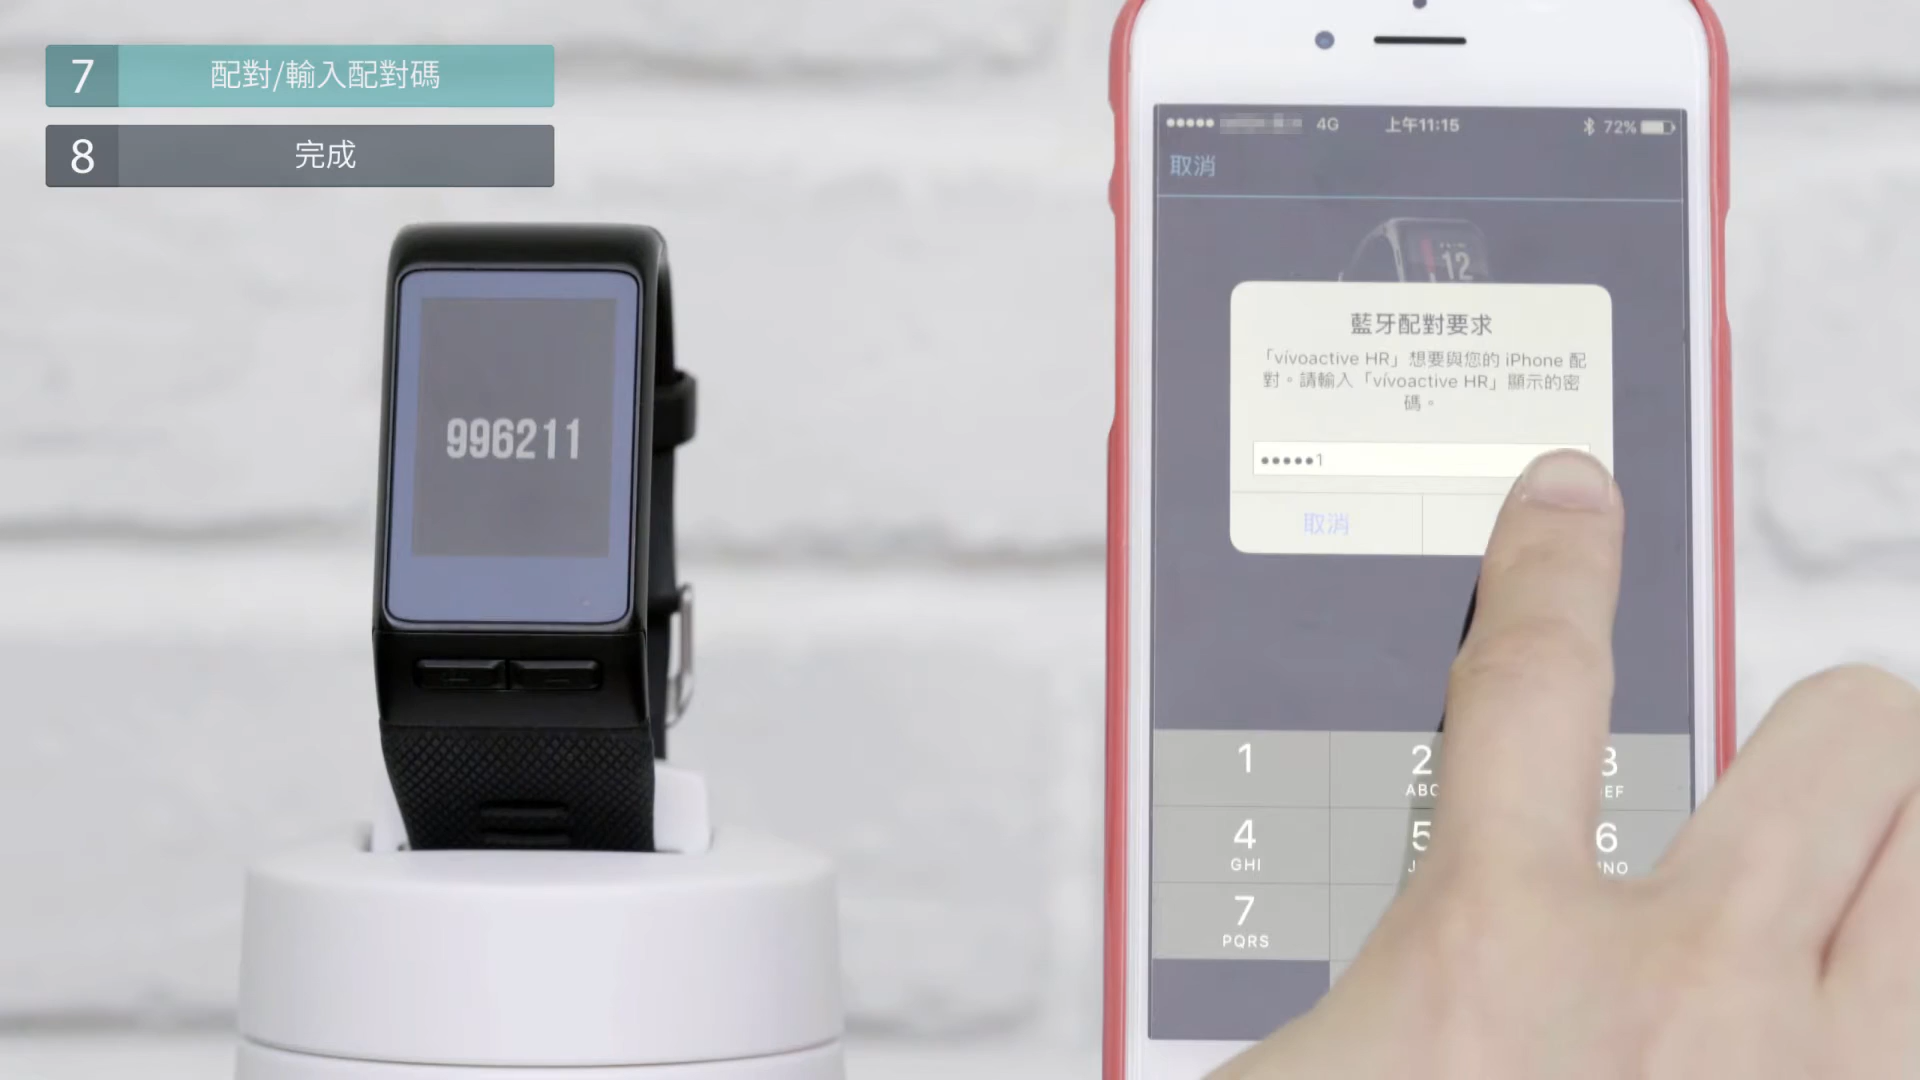 7 配對/輸入配對碼
8 完成
996211
4G 上午11:15 72%
取消
12
藍牙配對要求
「vívoactive HR」想要與您的 iPhone 配
對。請輸入「vívoactive HR」顯示的密
碼。
•••••1
取消
1 2 3
ABC
4 5 6
GHI
7
PQRS